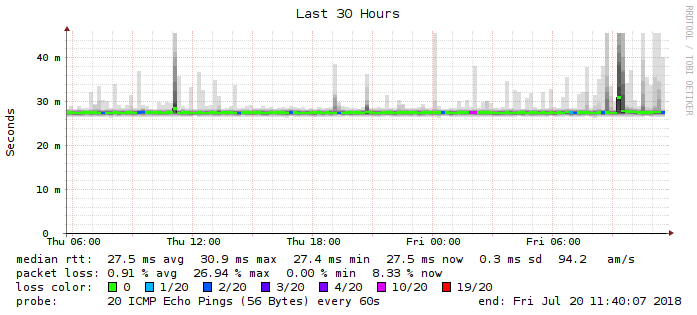 Last 30 Hours
RRDTOOL / TOBI OETIKER
Seconds
40 m
30 m
20 m
10 m
0
Thu 06:00 Thu 12:00 Thu 18:00 Fri 00:00 Fri 06:00
median rtt: 27.5 ms avg 30.9 ms max 27.4 ms min 27.5 ms now 0.3 ms sd 94.2 am/s
packet loss: 0.91 % avg 26.94 % max 0.00 % min 8.33 % now
loss color: 0 1/20 2/20 3/20 4/20 10/20 19/20
probe: 20 ICMP Echo Pings (56 Bytes) every 60s end: Fri Jul 20 11:40:07 2018